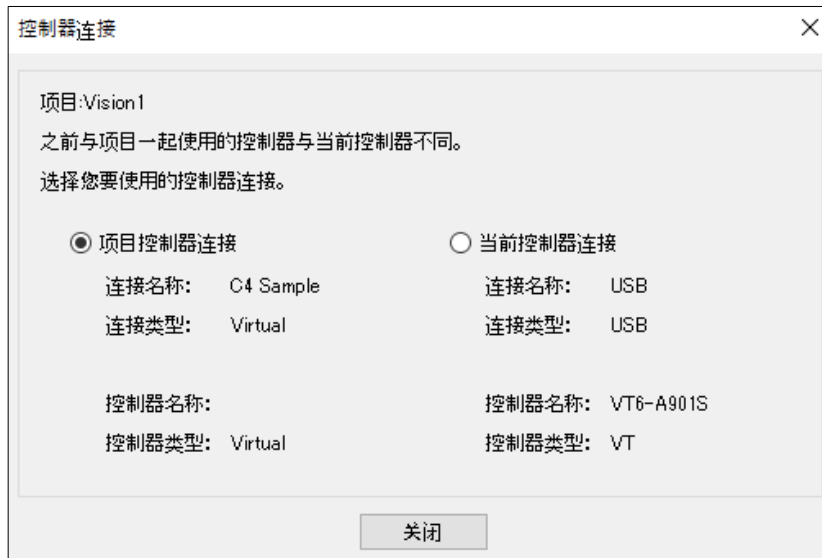 控制器连接
项目:Vision1
之前与项目一起使用的控制器与当前控制器不同。
选择您要使用的控制器连接。
项目控制器连接
连接名称: C4 Sample
连接类型: Virtual
控制器名称:
控制器类型: Virtual
当前控制器连接
连接名称: USB
连接类型: USB
控制器名称: VT6-A901S
控制器类型: VT
关闭